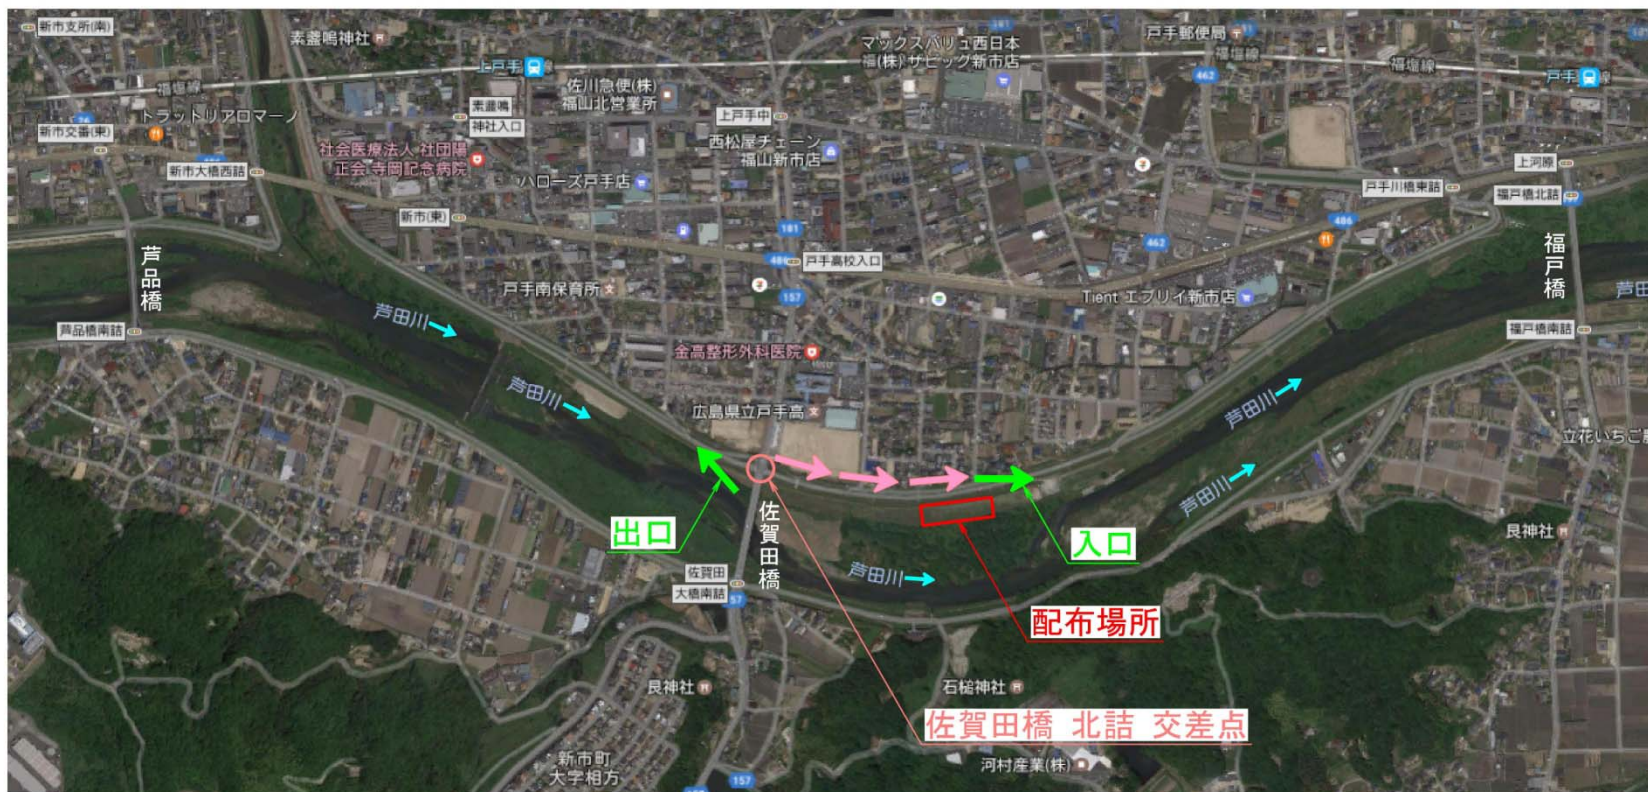 新市支所(南)
素盞嗚神社
上戸手
福塩線
マックスバリュ西日本
福(株)ザビッグ新市店
戸手郵便局
181
福塩線
福塩線
462
戸手
佐川急便(株)
福山北営業所
トラットリアロマーノ
新市交番(東)
26
素盞嗚
神社入口
上戸手中
西松屋チェーン
福山新市店
社会医療法人 社団陽
正会 寺岡記念病院
新市大橋西詰
486
ハローズ戸手店
上河原
戸手川橋東詰
福戸橋北詰
新市(東)
181
486
462
芦品橋
486
戸手高校入口
福戸橋
戸手南保育所
157
Tient エブリイ新市店
芦田
芦田川
芦品橋南詰
福戸橋南詰
金高整形外科医院
芦田川
芦田川
広島県立戸手高
立花いちご農
芦田川
出口
佐賀田橋
入口
艮神社
芦田川
佐賀田
大橋南詰
157
配布場所
艮神社
石槌神社
佐賀田橋 北詰 交差点
新市町
大字相方
157
河村産業(株)
157